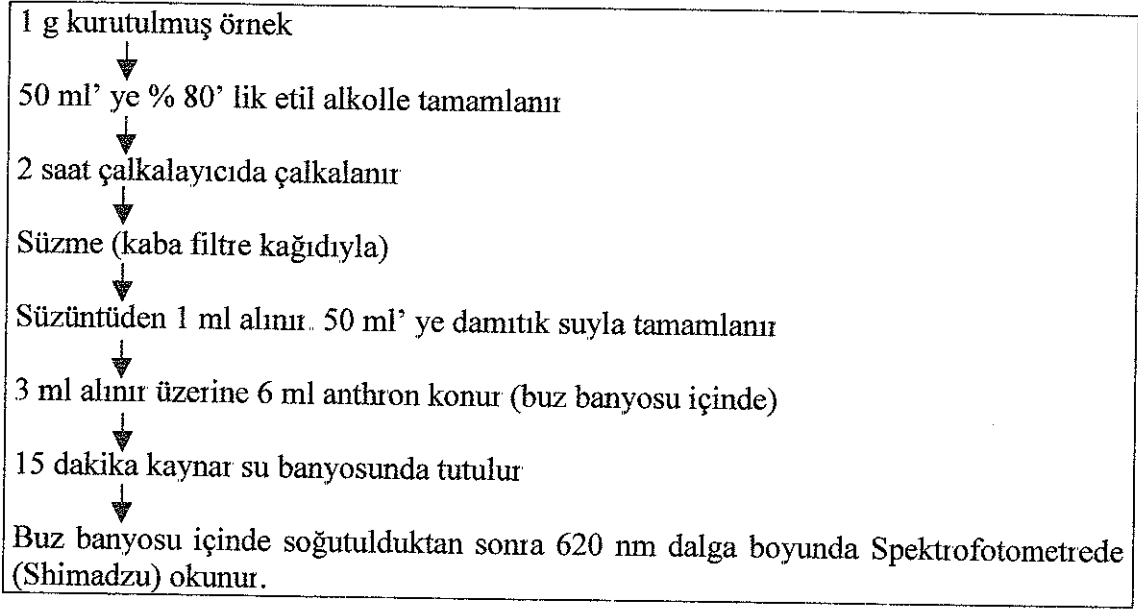 1 g kurutulmuş örnek
50 ml’ ye % 80’ lik etil alkolle tamamlanır
2 saat çalkalayıcıda çalkalanır
Süzme (kaba filtre kağıdıyla)
Süzüntüden 1 ml alınır. 50 ml’ ye damıtık suyla tamamlanır
3 ml alınır üzerine 6 ml anthron konur (buz banyosu içinde)
15 dakika kaynar su banyosunda tutulur
Buz banyosu içinde soğutulduktan sonra 620 nm dalga boyunda Spektrofotometrede
(Shimadzu) okunur.